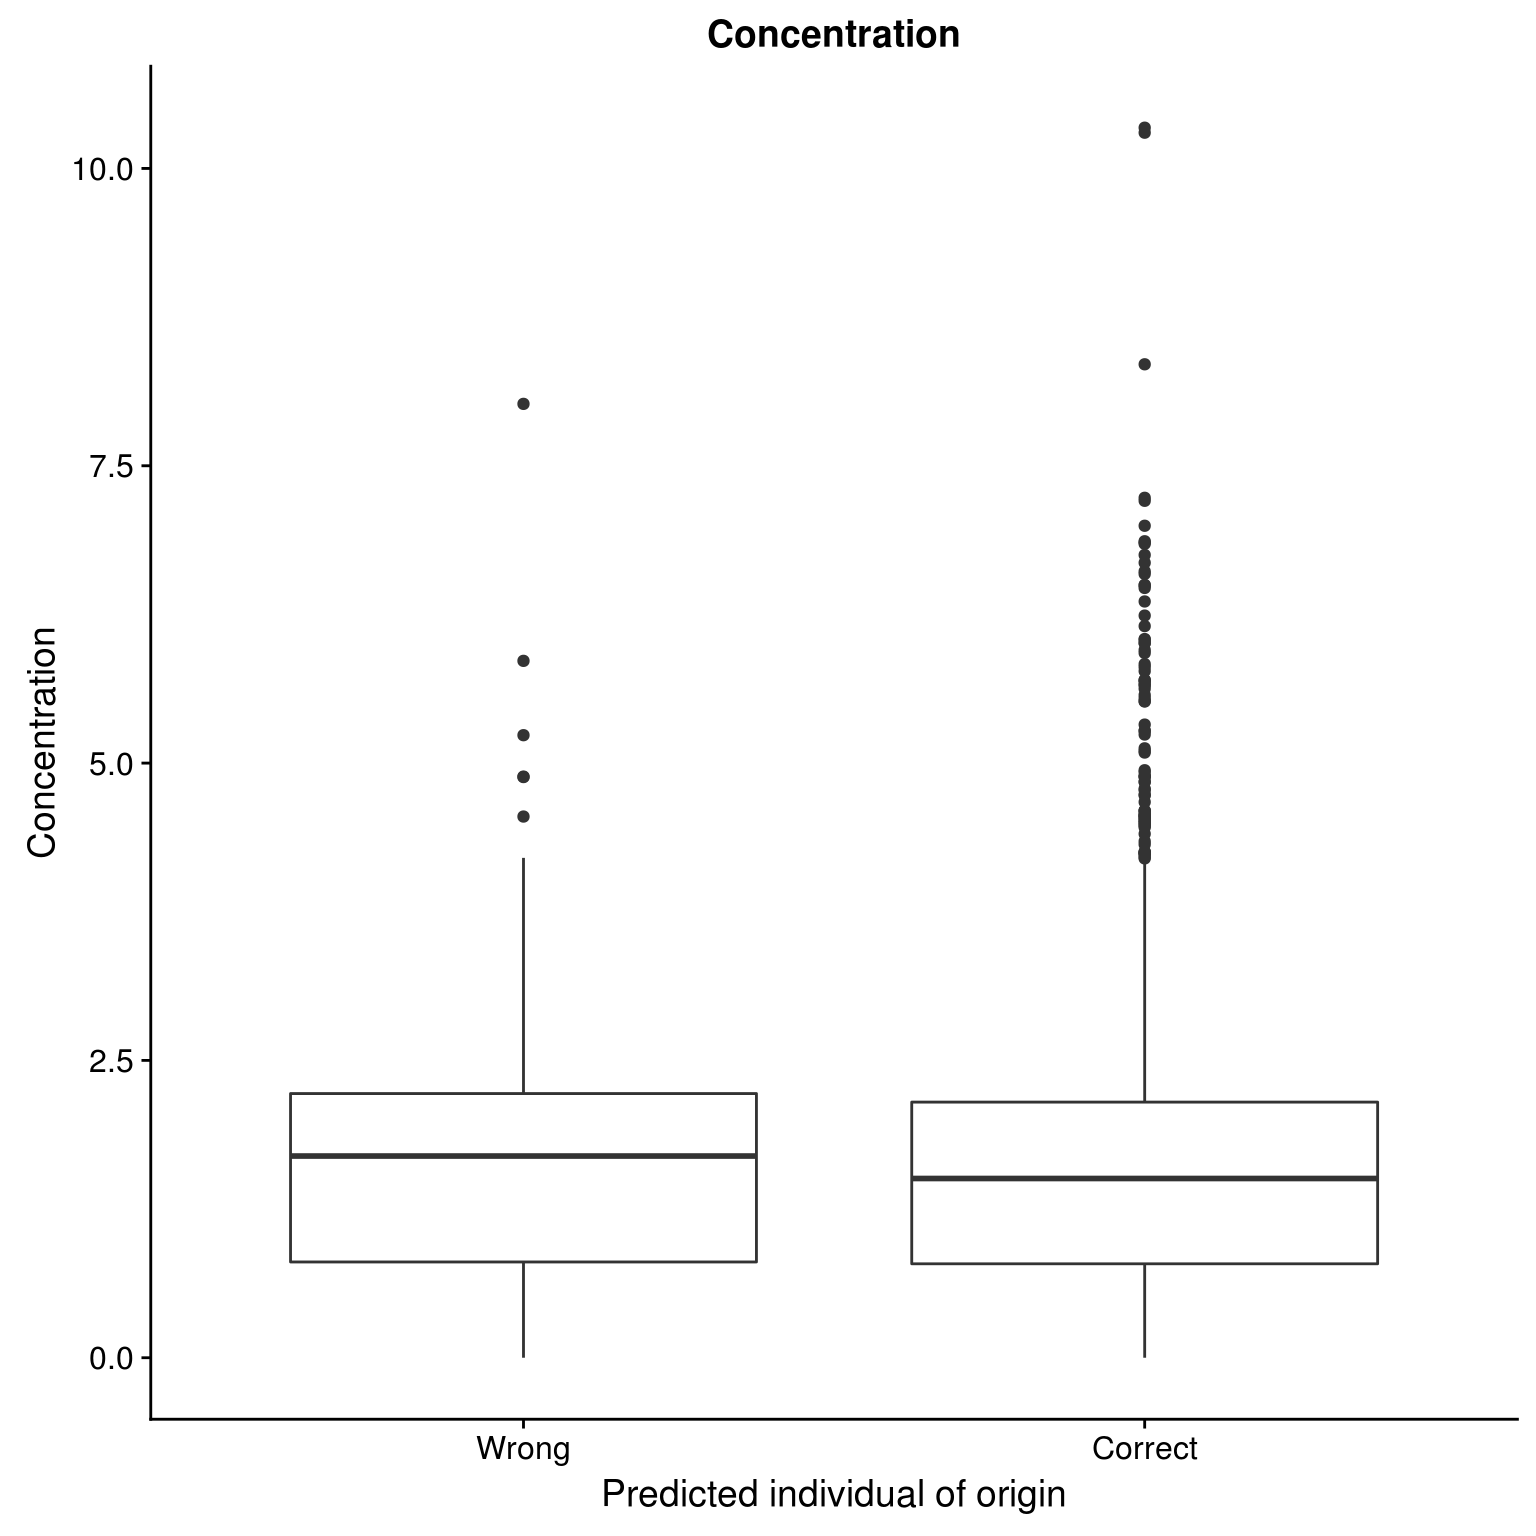 Concentration
10.0
7.5
5.0
2.5
0.0
Concentration
Wrong
Correct
Predicted individual of origin